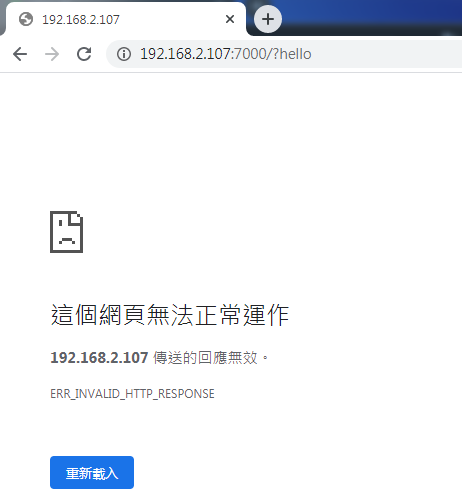 192.168.2.107
192.168.2.107:7000/?hello
這個網頁無法正常運作
192.168.2.107 傳送的回應無效。
ERR_INVALID_HTTP_RESPONSE
重新載入